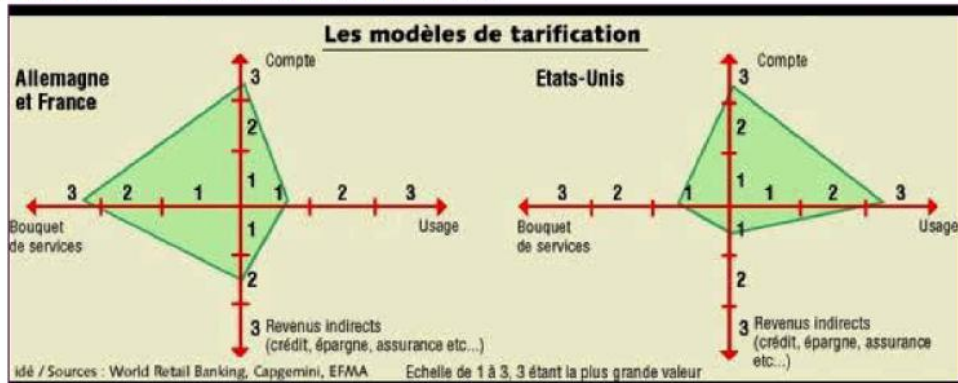 Les modèles de tarification
Allemagne
et France
Compte
3
2
1
1
2
3
3
2
1
1
2
3
Bouquet
de services
Usage
Revenus indirects
(crédit, épargne, assurance etc...)
Etats-Unis
Compte
3
2
1
1
2
3
3
2
1
1
2
3
Bouquet
de services
Usage
Revenus indirects
(crédit, épargne, assurance
etc...)
idé / Sources : World Retail Banking, Capgemini, EFMA
Echelle de 1 à 3, 3 étant la plus grande valeur